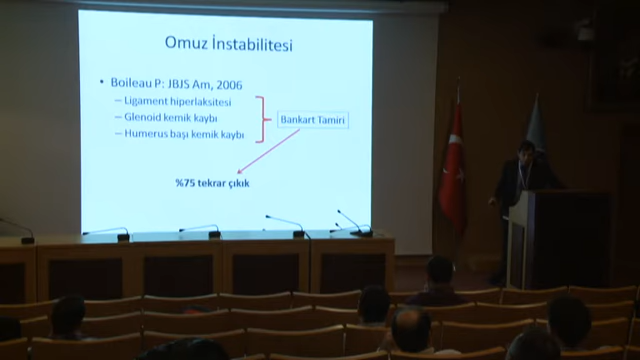 Omuz İnstabilitesi
• Boileau P: JBJS Am, 2006
– Ligament hiperlaksitesi
– Glenoid kemik kaybı
– Humerus başı kemik kaybı
Bankart Tamiri
%75 tekrar çıkık